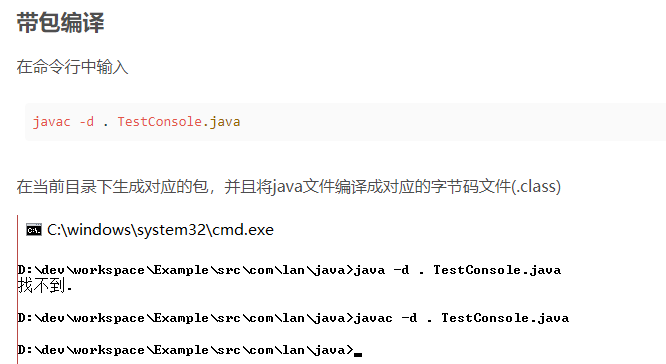 带包编译
在命令行中输入
javac -d . TestConsole.java
在当前目录下生成对应的包，并且将java文件编译成对应的字节码文件(.class)
C:\windows\system32\cmd.exe
D:\dev\workspace\Example\src\com\lan\java>java -d . TestConsole.java
找不到.
D:\dev\workspace\Example\src\com\lan\java>javac -d . TestConsole.java
D:\dev\workspace\Example\src\com\lan\java>